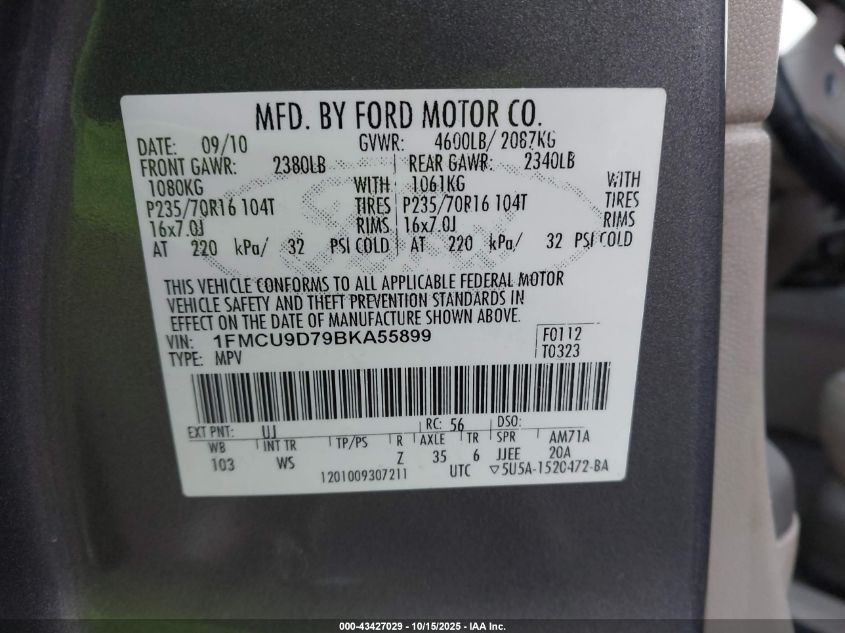 MFD. BY FORD MOTOR CO.
DATE: 09/10 GVWR: 4600LB/ 2087KG
FRONT GAWR: 2380LB REAR GAWR: 2340LB
1080KG WITH 1061KG WITH
P235/70R16 104T TIRES P235/70R16 104T TIRES
16x7.0J RIMS 16x7.0J RIMS
AT 220 kPa/ 32 PSI COLD AT 220 kPa/ 32 PSI COLD
THIS VEHICLE CONFORMS TO ALL APPLICABLE FEDERAL MOTOR
VEHICLE SAFETY AND THEFT PREVENTION STANDARDS IN
EFFECT ON THE DATE OF MANUFACTURE SHOWN ABOVE.
VIN: 1FMCU9D79BKA55899 F0112
TYPE: MPV T0323
EXT PNT: UJ RC: 56 DSO:
WB INT TR TP/PS R AXLE TR SPR AM71A
103 WS Z 35 6 JJEE 20A
1201009307211 UTC ▽5U5A-1520472-BA
000-43427029 - 10/15/2025 - IAA Inc.